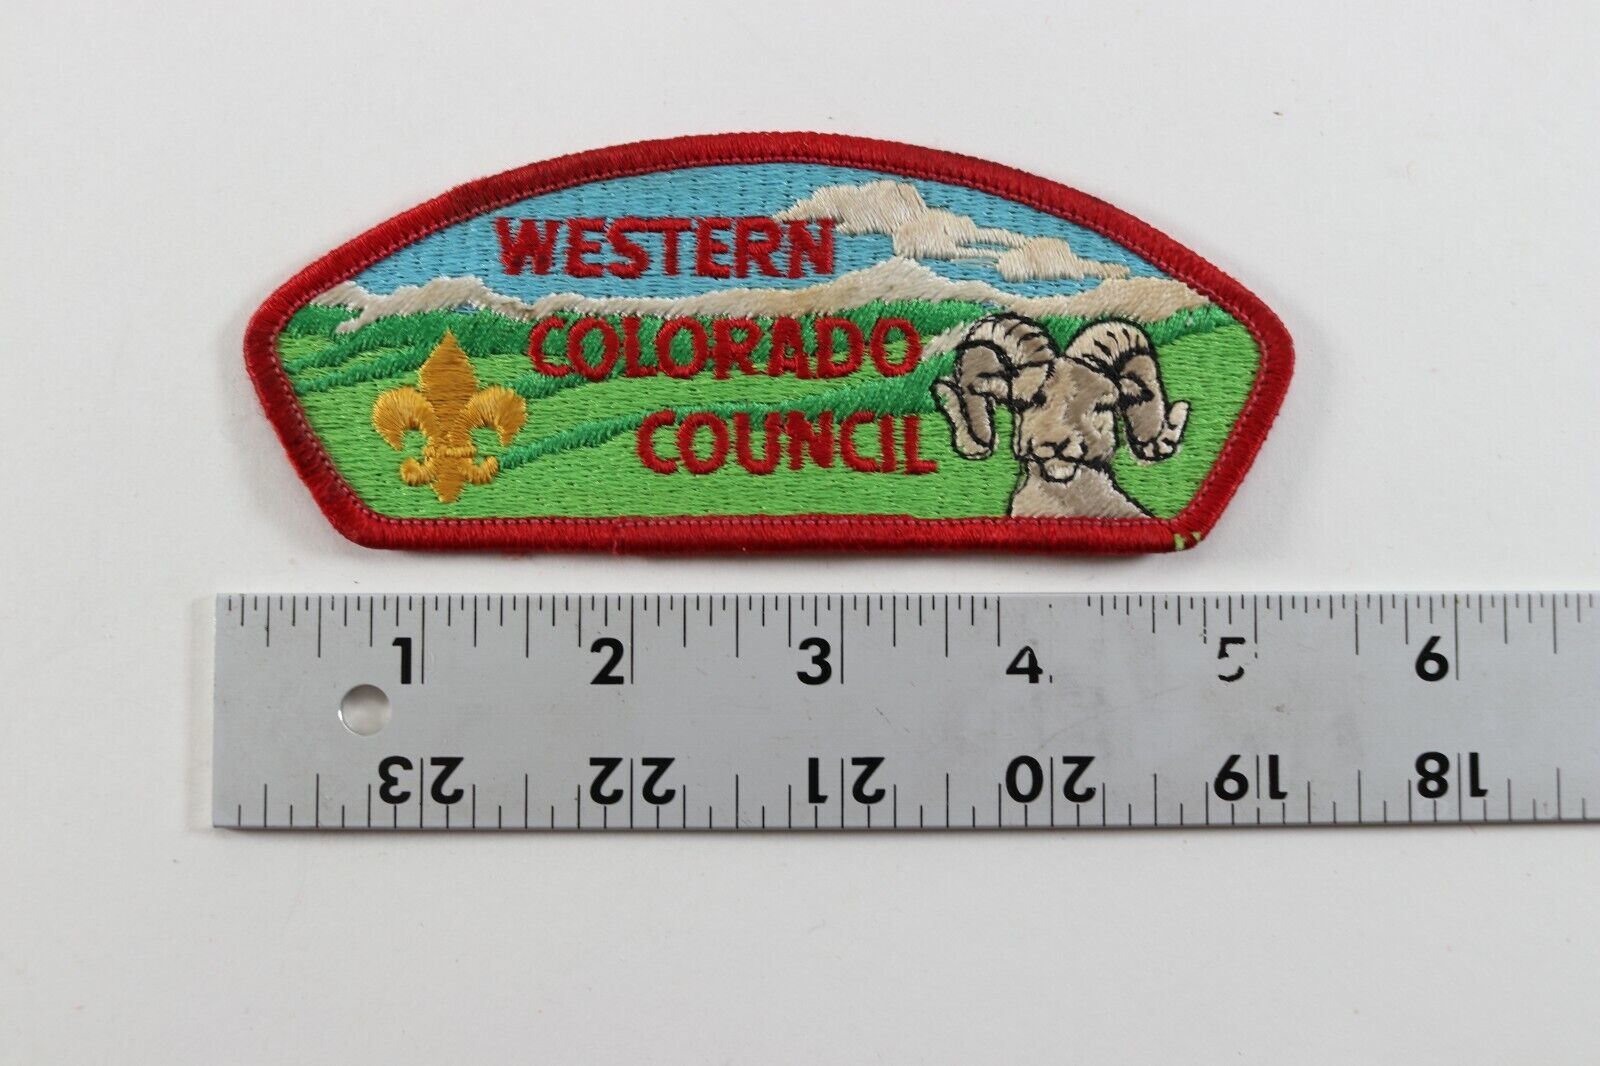 WESTERN
COLORADO
COUNCIL
1 2 3 4 5 6
23 22 21 20 19 18